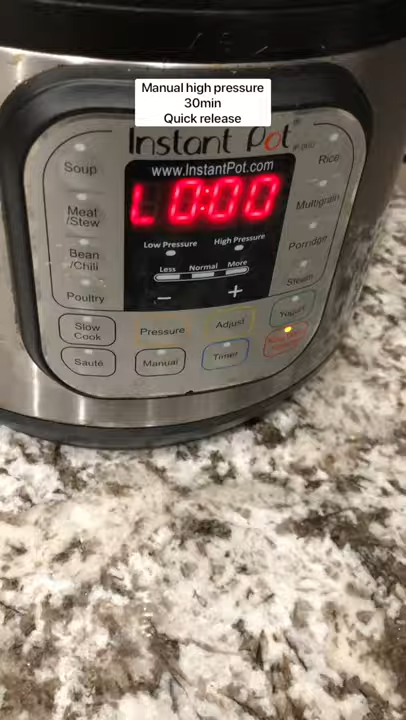 Manual high pressure
30min
Quick release
Instant Pot
www.InstantPot.com
L0:00
Low Pressure
High Pressure
Less
Normal
More
−
+
Soup
Meat
/Stew
Bean
/Chili
Poultry
Slow
Cook
Sauté
Pressure
Manual
Adjust
Timer
Rice
Multigrain
Porridge
Steam
Yogurt